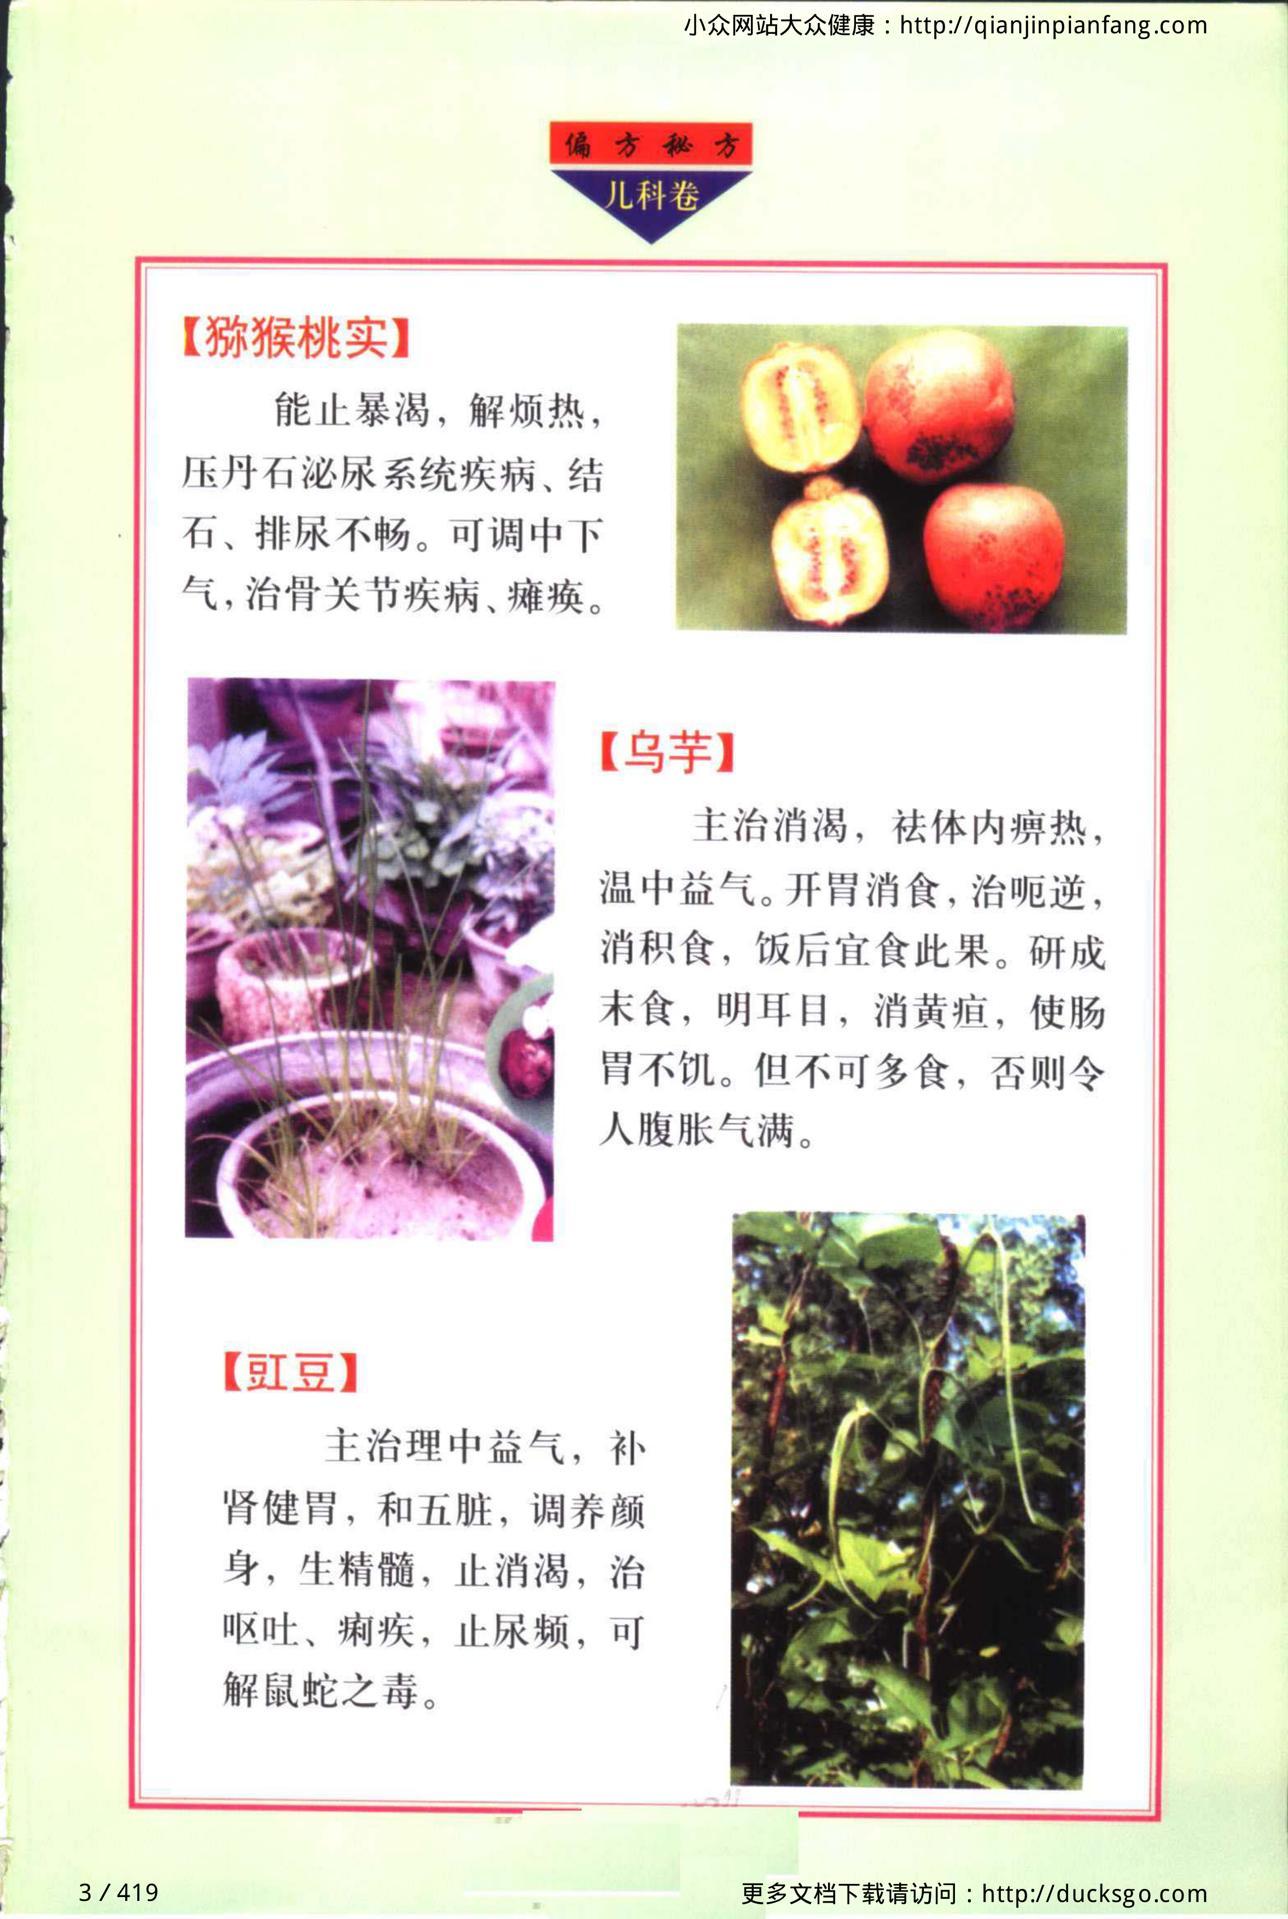 小众网站大众健康：http://qianjinpianfang.com
偏方秘方
儿科卷
【猕猴桃实】
能止暴渴，解烦热，
压丹石泌尿系统疾病、结
石、排尿不畅。可调中下
气，治骨关节疾病、瘫痪。
【乌芋】
主治消渴，祛体内痹热，
温中益气。开胃消食，治呃逆，
消积食，饭后宜食此果。研成
末食，明耳目，消黄疸，使肠
胃不饥。但不可多食，否则令
人腹胀气满。
【豇豆】
主治理中益气，补
肾健胃，和五脏，调养颜
身，生精髓，止消渴，治
呕吐、痢疾，止尿频，可
解鼠蛇之毒。
3 / 419
更多文档下载请访问：http://ducksgo.com